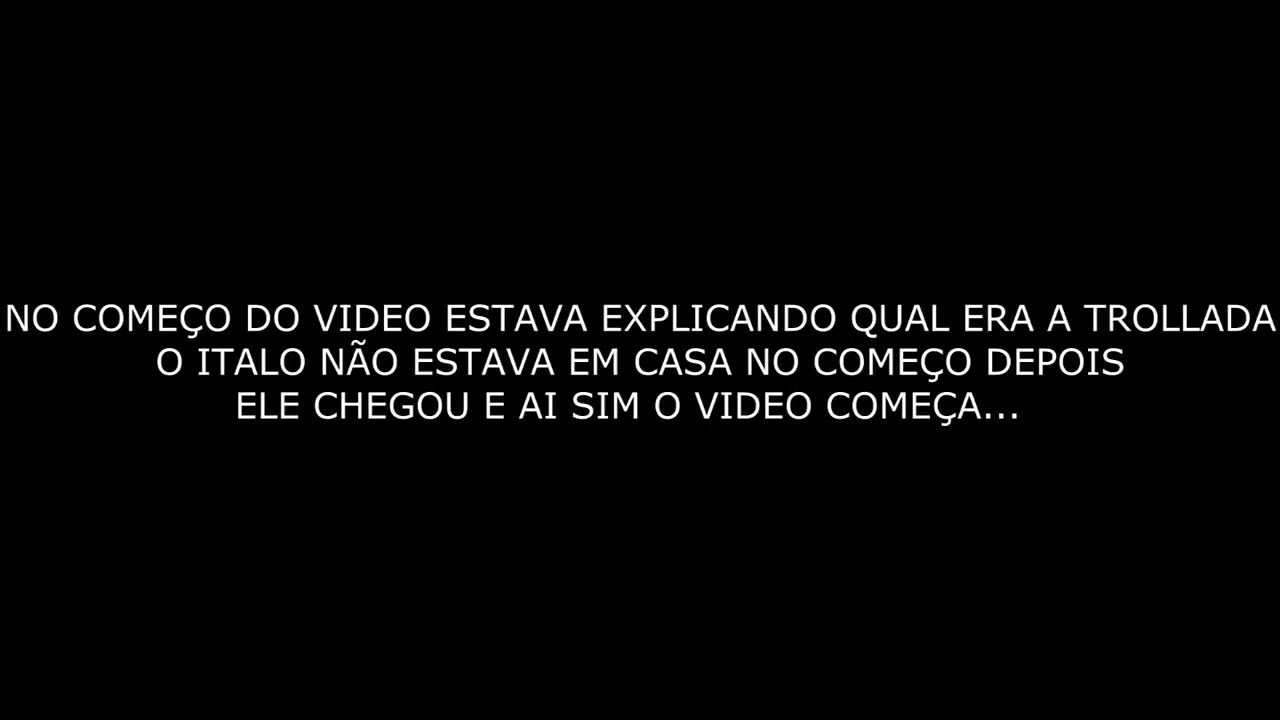 NO COMEÇO DO VIDEO ESTAVA EXPLICANDO QUAL ERA A TROLLADA
O ITALO NÃO ESTAVA EM CASA NO COMEÇO DEPOIS
ELE CHEGOU E AI SIM O VIDEO COMEÇA...